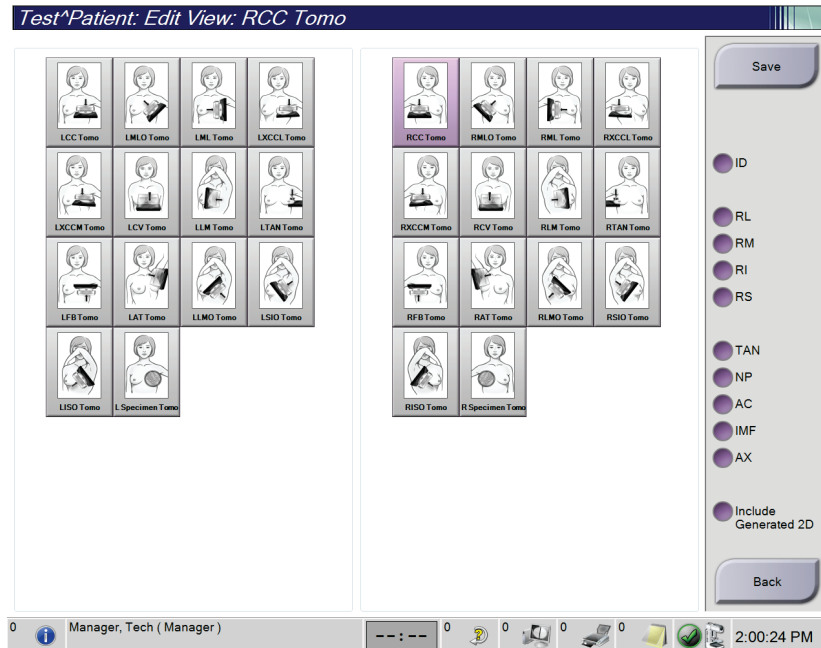 Test^Patient: Edit View: RCC Tomo
LCC Tomo
LMLO Tomo
LML Tomo
LXCCL Tomo
LXCCM Tomo
LCV Tomo
LLM Tomo
LTAN Tomo
LFB Tomo
LAT Tomo
LLMO Tomo
LSIO Tomo
LISO Tomo
L Specimen Tomo
RCC Tomo
RMLO Tomo
RML Tomo
RXCCL Tomo
RXCCM Tomo
RCV Tomo
RLM Tomo
RTAN Tomo
RFB Tomo
RAT Tomo
RLMO Tomo
RSIO Tomo
RISO Tomo
R Specimen Tomo
Save
ID
RL
RM
RI
RS
TAN
NP
AC
IMF
AX
Include
Generated 2D
Back
0
Manager, Tech ( Manager )
--:--
0
0
0
0
2:00:24 PM